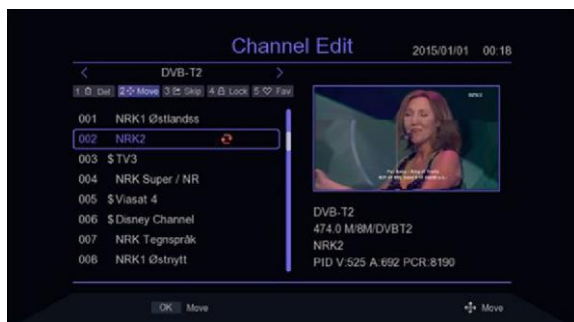 Channel Edit
2015/01/01 00:18
DVB-T2
1 Del 2 Move 3 Skip 4 Lock 5 Fav
001 NRK1 Østlandss
002 NRK2
003 $TV3
004 NRK Super / NR
005 $Viasat 4
006 $Disney Channel
007 NRK Tegnspråk
008 NRK1 Østnytt
NRK2
DVB-T2
474.0 M/8M/DVBT2
NRK2
PID V:525 A:692 PCR:8190
OK Move
Move